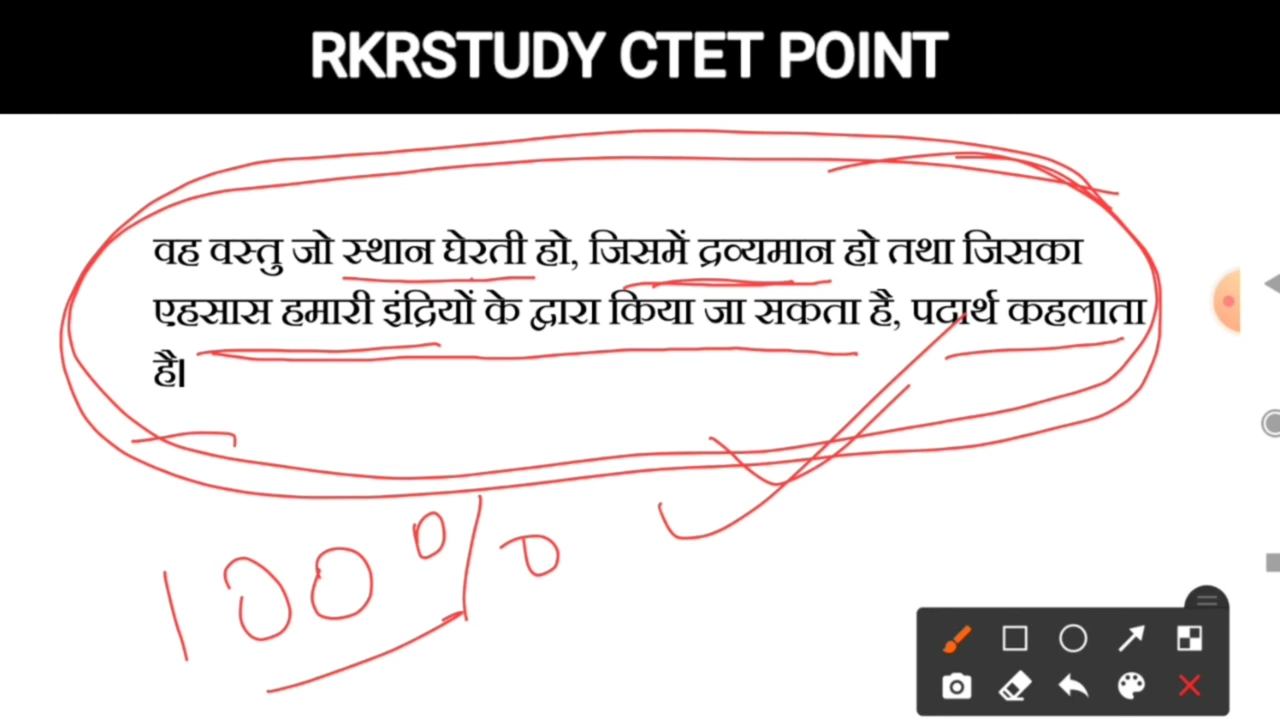 RKRSTUDY CTET POINT
वह वस्तु जो स्थान घेरती हो, जिसमें द्रव्यमान हो तथा जिसका
एहसास हमारी इंद्रियों के द्वारा किया जा सकता है, पदार्थ कहलाता
है।
100%